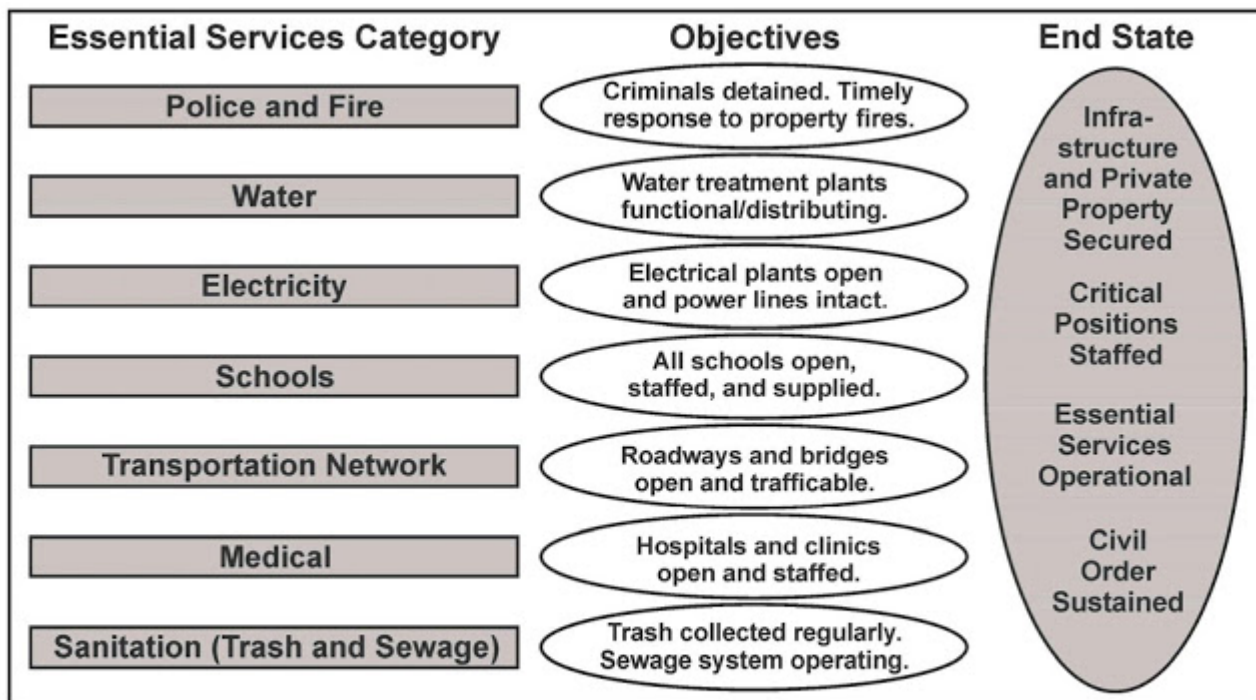 Essential Services Category
Objectives
End State
Police and Fire
Criminals detained. Timely
response to property fires.
Water
Water treatment plants
functional/distributing.
Electricity
Electrical plants open
and power lines intact.
Schools
All schools open,
staffed, and supplied.
Transportation Network
Roadways and bridges
open and trafficable.
Medical
Hospitals and clinics
open and staffed.
Sanitation (Trash and Sewage)
Trash collected regularly.
Sewage system operating.
Infra-
structure
and Private
Property
Secured
Critical
Positions
Staffed
Essential
Services
Operational
Civil
Order
Sustained